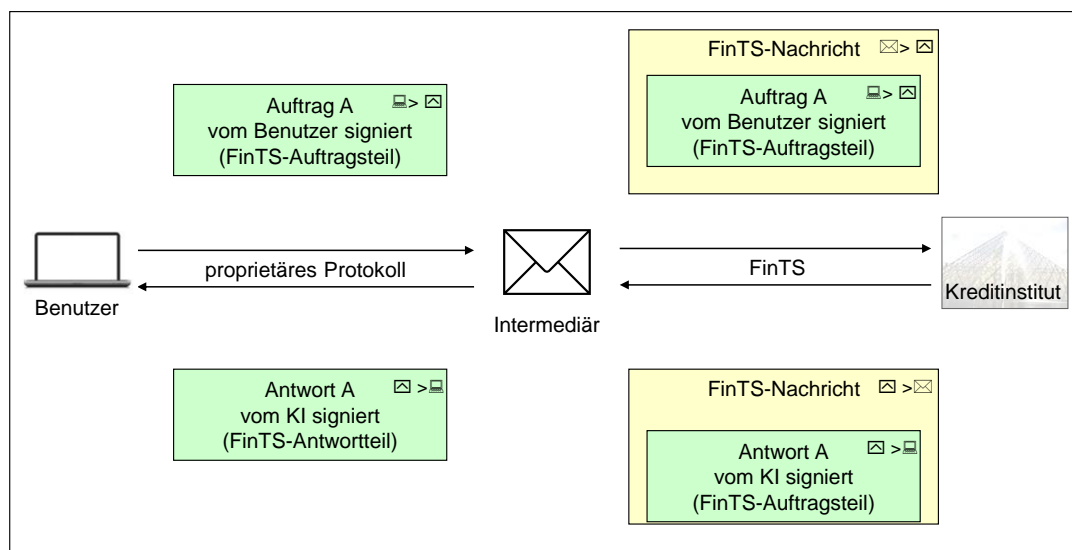 FinTS-Nachricht
Auftrag A
vom Benutzer signiert
(FinTS-Auftragsteil)
Auftrag A
vom Benutzer signiert
(FinTS-Auftragsteil)
proprietäres Protokoll
FinTS
Benutzer
Intermediär
Kreditinstitut
Antwort A
vom KI signiert
(FinTS-Antwortteil)
FinTS-Nachricht
Antwort A
vom KI signiert
(FinTS-Auftragsteil)